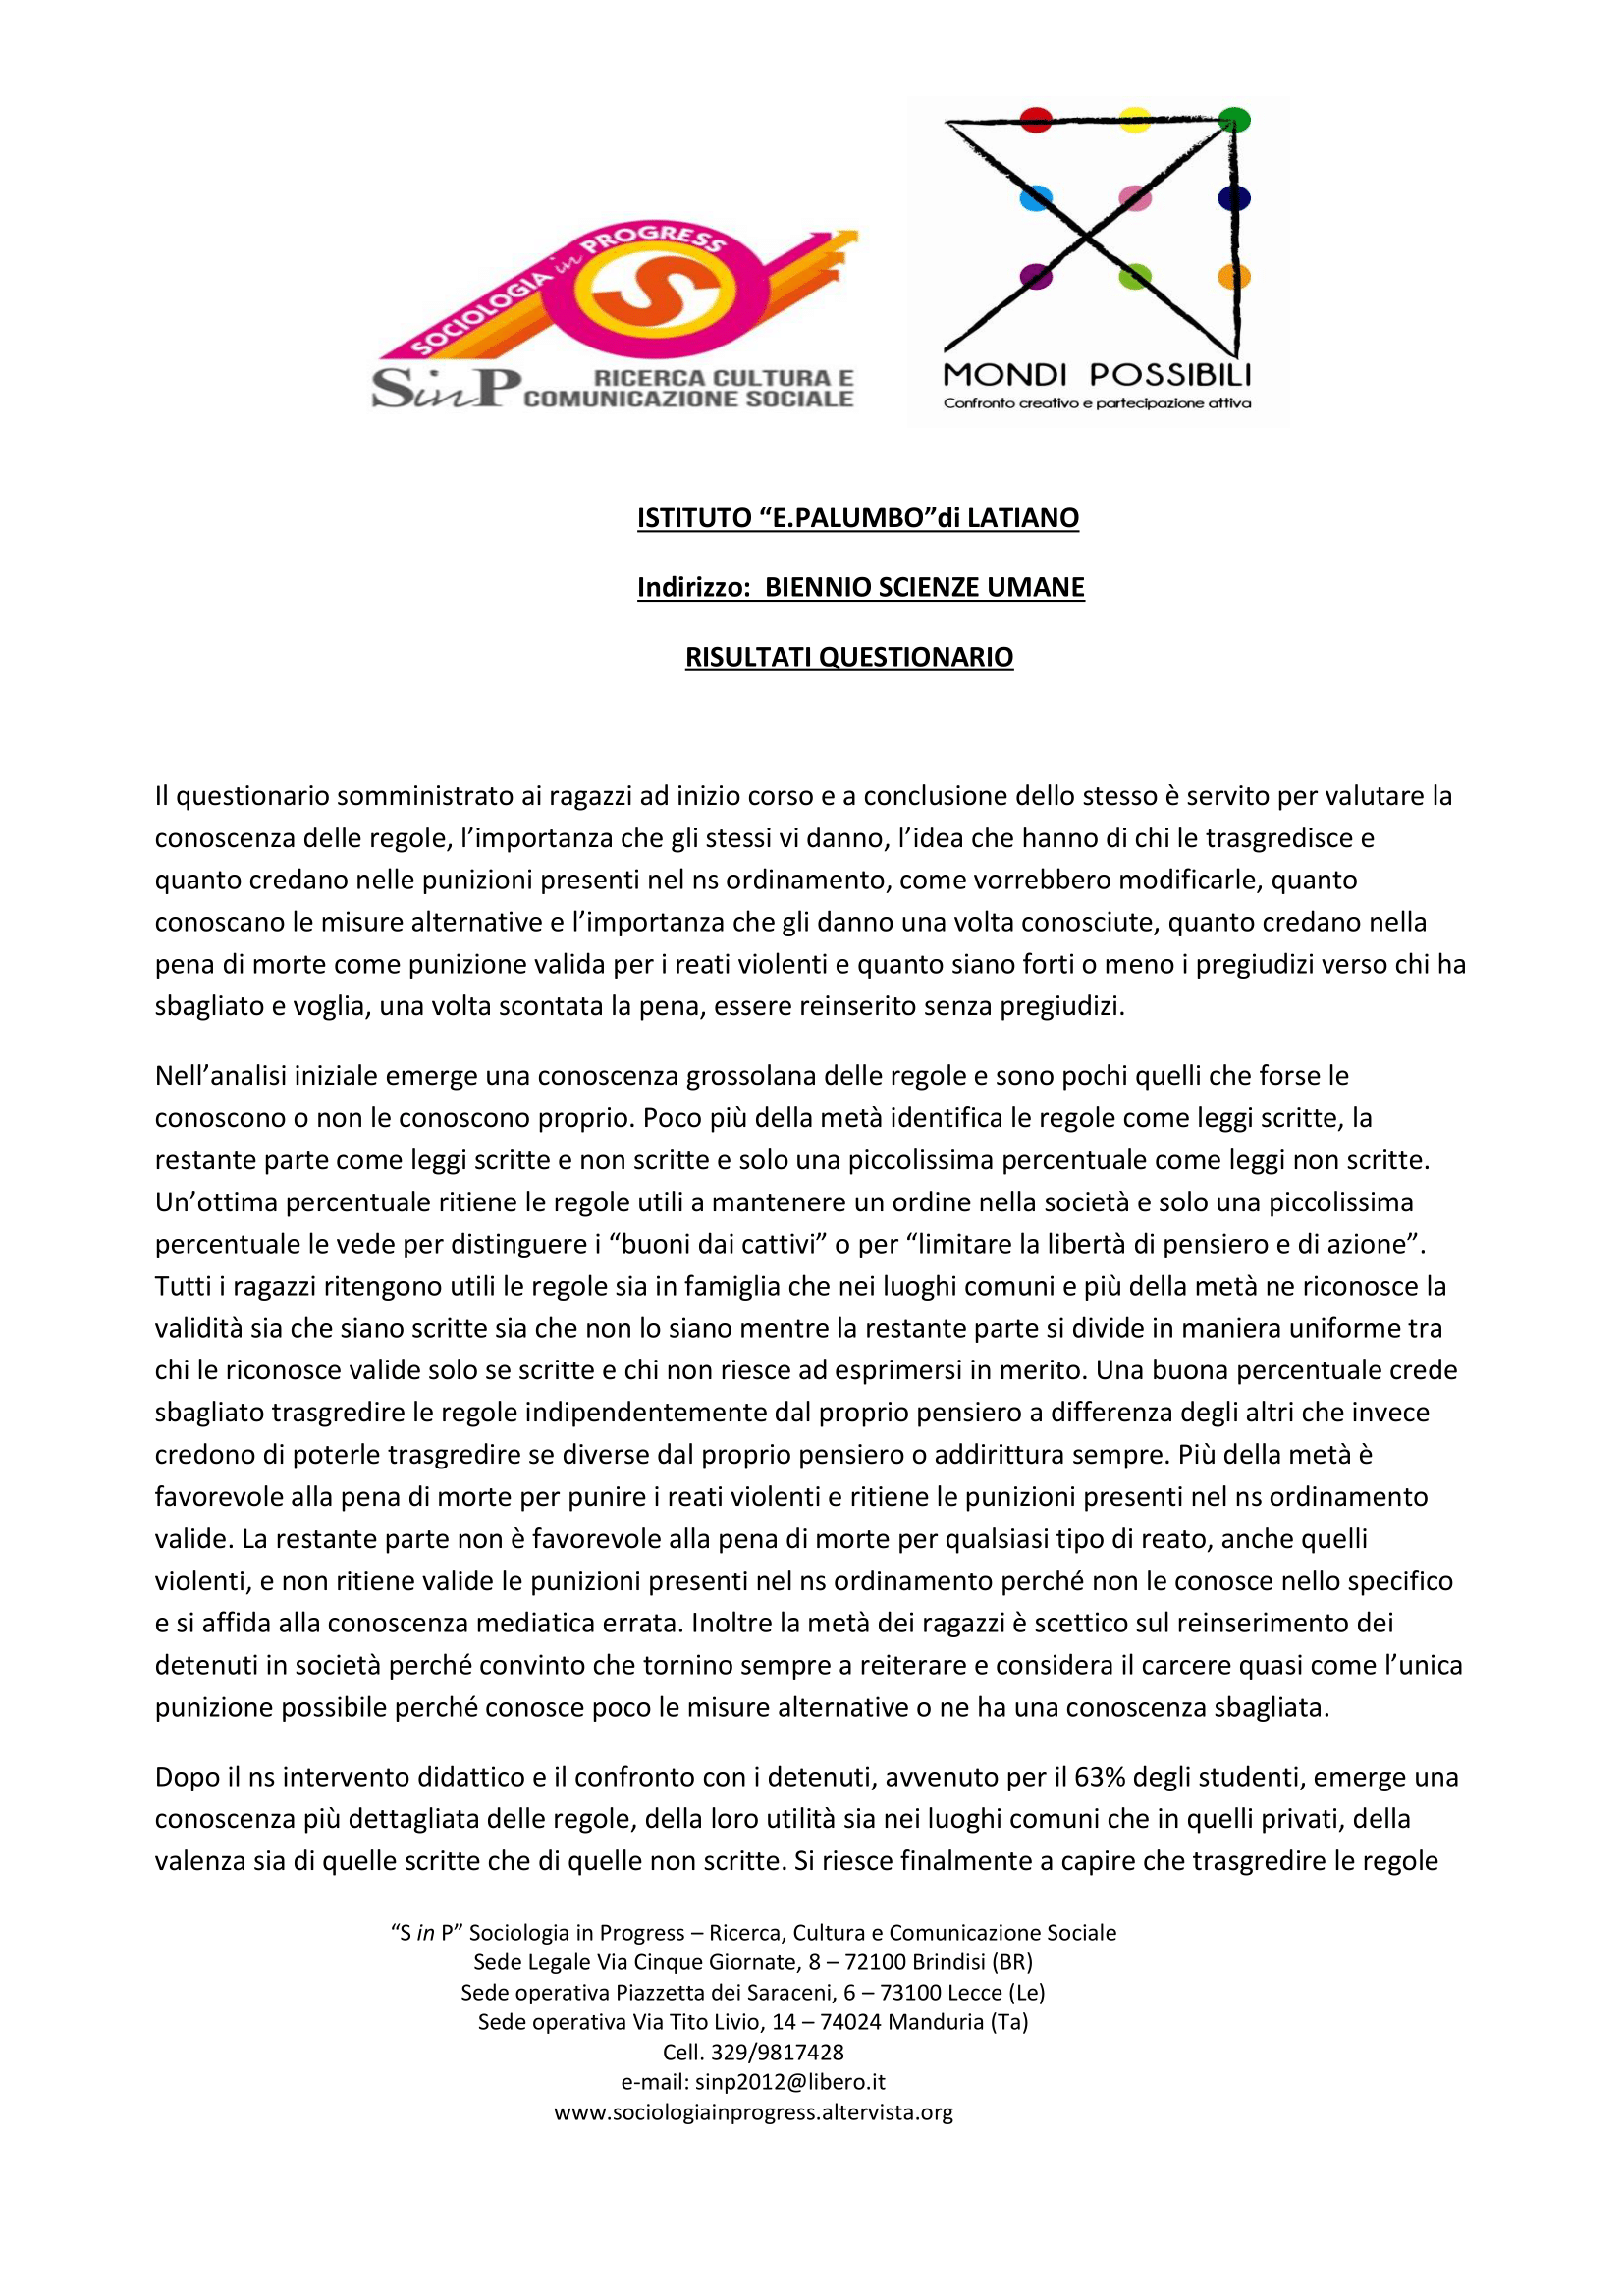 SOCIOLOGIA in PROGRESS
S
SinP RICERCA CULTURA E
COMUNICAZIONE SOCIALE
MONDI POSSIBILI
Confronto creativo e partecipazione attiva
ISTITUTO “E.PALUMBO”di LATIANO
Indirizzo:  BIENNIO SCIENZE UMANE
RISULTATI QUESTIONARIO
Il questionario somministrato ai ragazzi ad inizio corso e a conclusione dello stesso è servito per valutare la
conoscenza delle regole, l’importanza che gli stessi vi danno, l’idea che hanno di chi le trasgredisce e
quanto credano nelle punizioni presenti nel ns ordinamento, come vorrebbero modificarle, quanto
conoscano le misure alternative e l’importanza che gli danno una volta conosciute, quanto credano nella
pena di morte come punizione valida per i reati violenti e quanto siano forti o meno i pregiudizi verso chi ha
sbagliato e voglia, una volta scontata la pena, essere reinserito senza pregiudizi.
Nell’analisi iniziale emerge una conoscenza grossolana delle regole e sono pochi quelli che forse le
conoscono o non le conoscono proprio. Poco più della metà identifica le regole come leggi scritte, la
restante parte come leggi scritte e non scritte e solo una piccolissima percentuale come leggi non scritte.
Un’ottima percentuale ritiene le regole utili a mantenere un ordine nella società e solo una piccolissima
percentuale le vede per distinguere i “buoni dai cattivi” o per “limitare la libertà di pensiero e di azione”.
Tutti i ragazzi ritengono utili le regole sia in famiglia che nei luoghi comuni e più della metà ne riconosce la
validità sia che siano scritte sia che non lo siano mentre la restante parte si divide in maniera uniforme tra
chi le riconosce valide solo se scritte e chi non riesce ad esprimersi in merito. Una buona percentuale crede
sbagliato trasgredire le regole indipendentemente dal proprio pensiero a differenza degli altri che invece
credono di poterle trasgredire se diverse dal proprio pensiero o addirittura sempre. Più della metà è
favorevole alla pena di morte per punire i reati violenti e ritiene le punizioni presenti nel ns ordinamento
valide. La restante parte non è favorevole alla pena di morte per qualsiasi tipo di reato, anche quelli
violenti, e non ritiene valide le punizioni presenti nel ns ordinamento perché non le conosce nello specifico
e si affida alla conoscenza mediatica errata. Inoltre la metà dei ragazzi è scettico sul reinserimento dei
detenuti in società perché convinto che tornino sempre a reiterare e considera il carcere quasi come l’unica
punizione possibile perché conosce poco le misure alternative o ne ha una conoscenza sbagliata.
Dopo il ns intervento didattico e il confronto con i detenuti, avvenuto per il 63% degli studenti, emerge una
conoscenza più dettagliata delle regole, della loro utilità sia nei luoghi comuni che in quelli privati, della
valenza sia di quelle scritte che di quelle non scritte. Si riesce finalmente a capire che trasgredire le regole
“S in P” Sociologia in Progress – Ricerca, Cultura e Comunicazione Sociale
Sede Legale Via Cinque Giornate, 8 – 72100 Brindisi (BR)
Sede operativa Piazzetta dei Saraceni, 6 – 73100 Lecce (Le)
Sede operativa Via Tito Livio, 14 – 74024 Manduria (Ta)
Cell. 329/9817428
e-mail: sinp2012@libero.it
www.sociologiainprogress.altervista.org